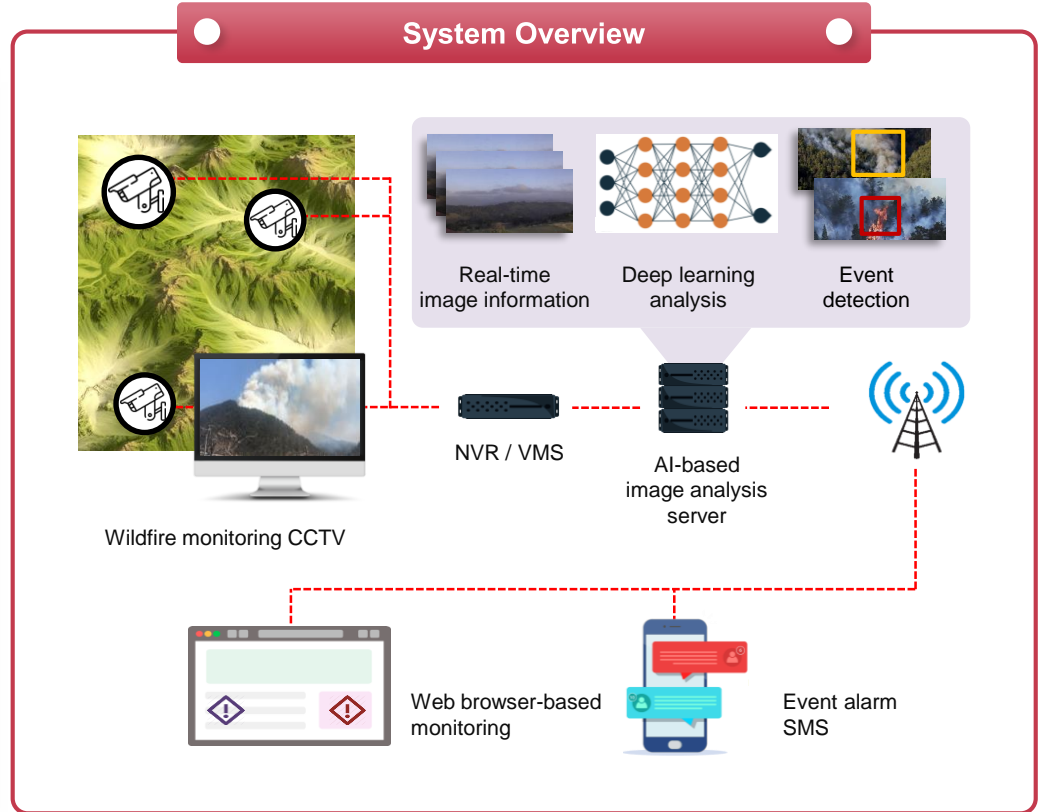 System Overview
Real-time
image information
Deep learning
analysis
Event
detection
NVR / VMS
AI-based
image analysis
server
Wildfire monitoring CCTV
Web browser-based
monitoring
Event alarm
SMS